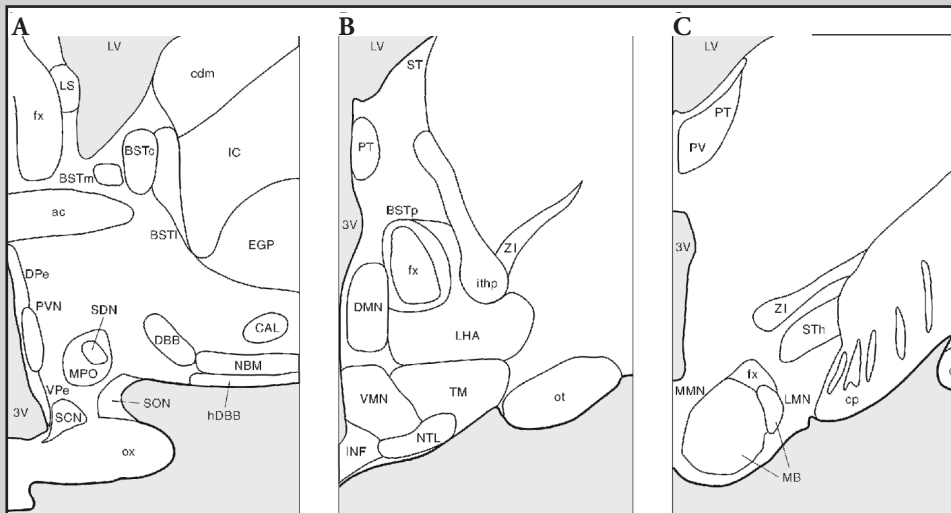 A
LV
cdm
LS
fx
BSTc
IC
BSTm
ac
BSTl
EGP
DPe
PVN
SDN
DBB
CAL
MPO
NBM
VPe
SON
hDBB
3V
SCN
ox
B
ST
PT
BSTp
3V
ZI
fx
ithp
DMN
LHA
VMN
TM
ot
NTL
INF
C
LV
PT
PV
3V
ZI
STh
fx
MMN
LMN
cp
MB